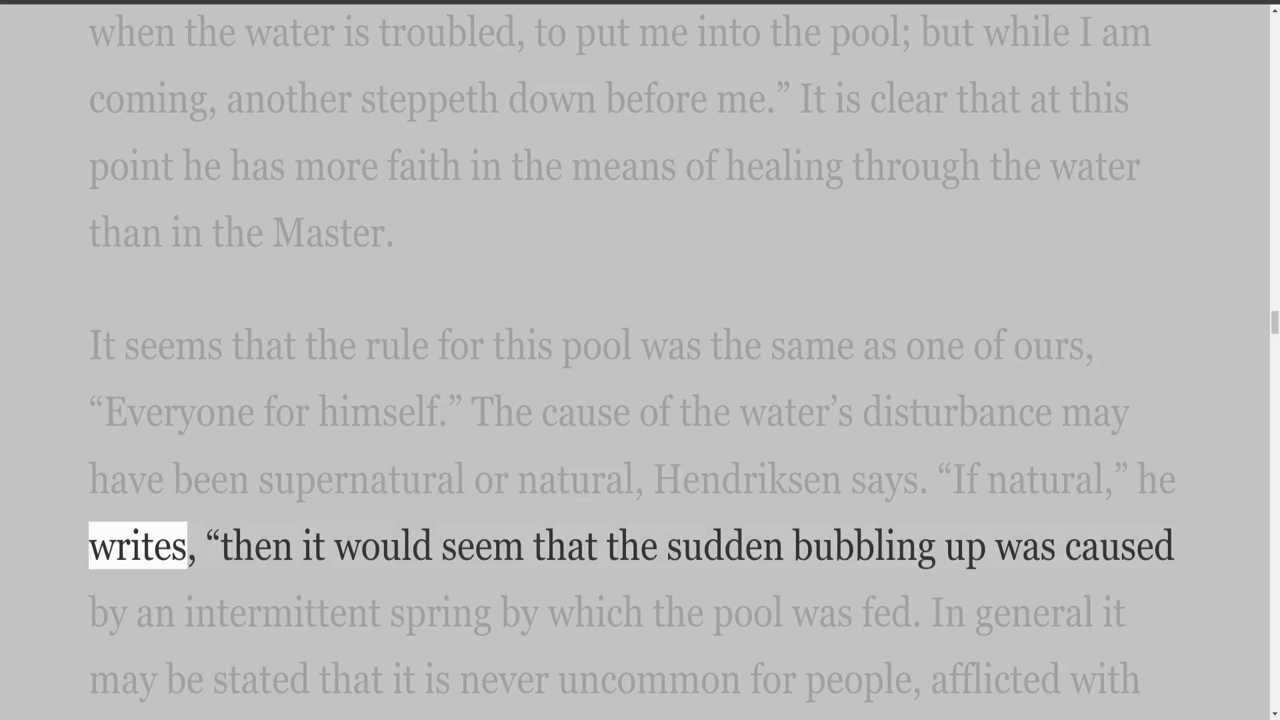 when the water is troubled, to put me into the pool; but while I am
coming, another steppeth down before me.” It is clear that at this
point he has more faith in the means of healing through the water
than in the Master.
It seems that the rule for this pool was the same as one of ours,
“Everyone for himself.” The cause of the water’s disturbance may
have been supernatural or natural, Hendriksen says. “If natural,” he
writes, “then it would seem that the sudden bubbling up was caused
by an intermittent spring by which the pool was fed. In general it
may be stated that it is never uncommon for people, afflicted with